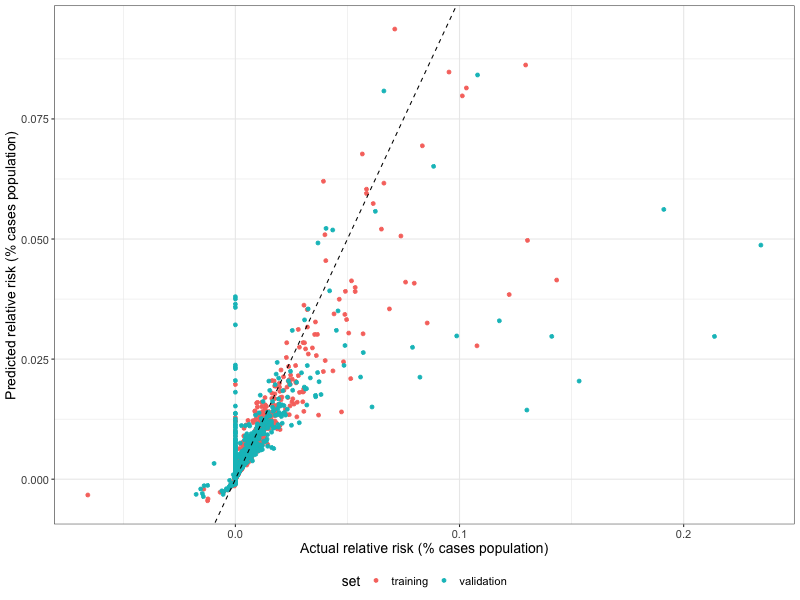 Predicted relative risk (% cases population)
0.075
0.050
0.025
0.000
0.0 0.1 0.2
Actual relative risk (% cases population)
set training validation